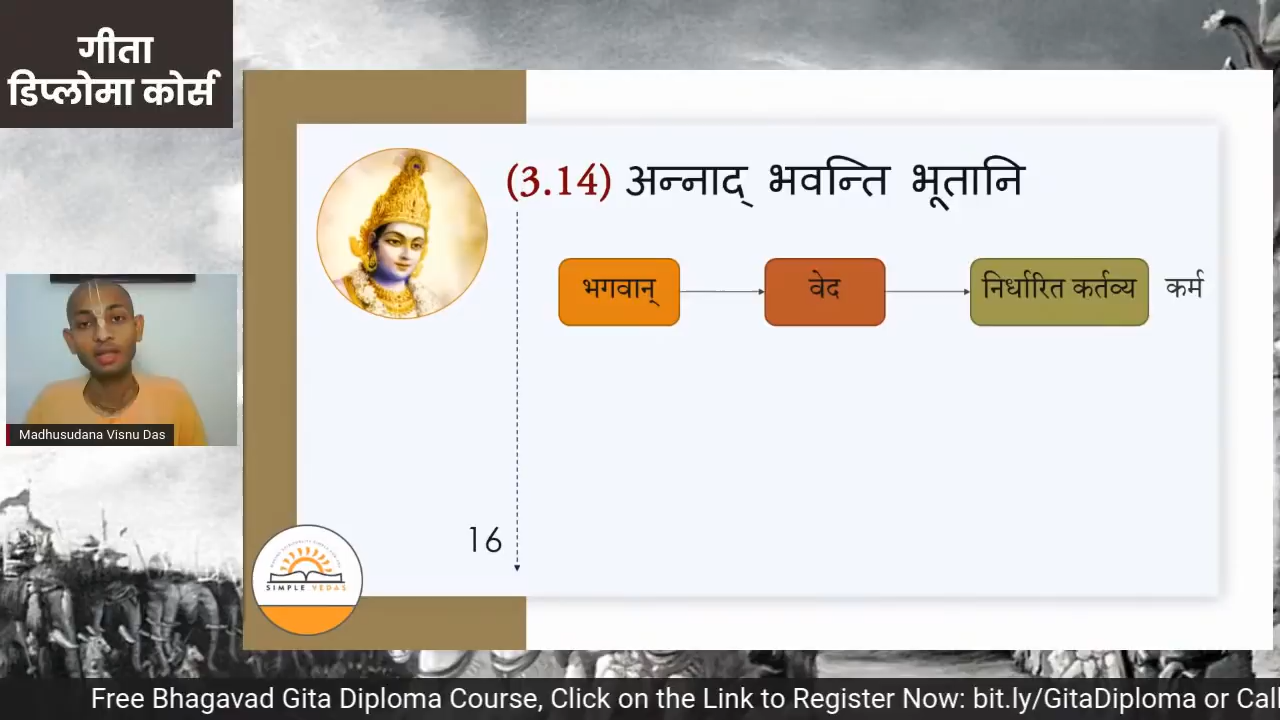 गीता
डिप्लोमा कोर्स
(3.14) अन्नाद् भवन्ति भूतानि
भगवान्
वेद
निर्धारित कर्तव्य
कर्म
Madhusudana Visnu Das
16
SIMPLE VEDAS
Free Bhagavad Gita Diploma Course, Click on the Link to Register Now: bit.ly/GitaDiploma or Call